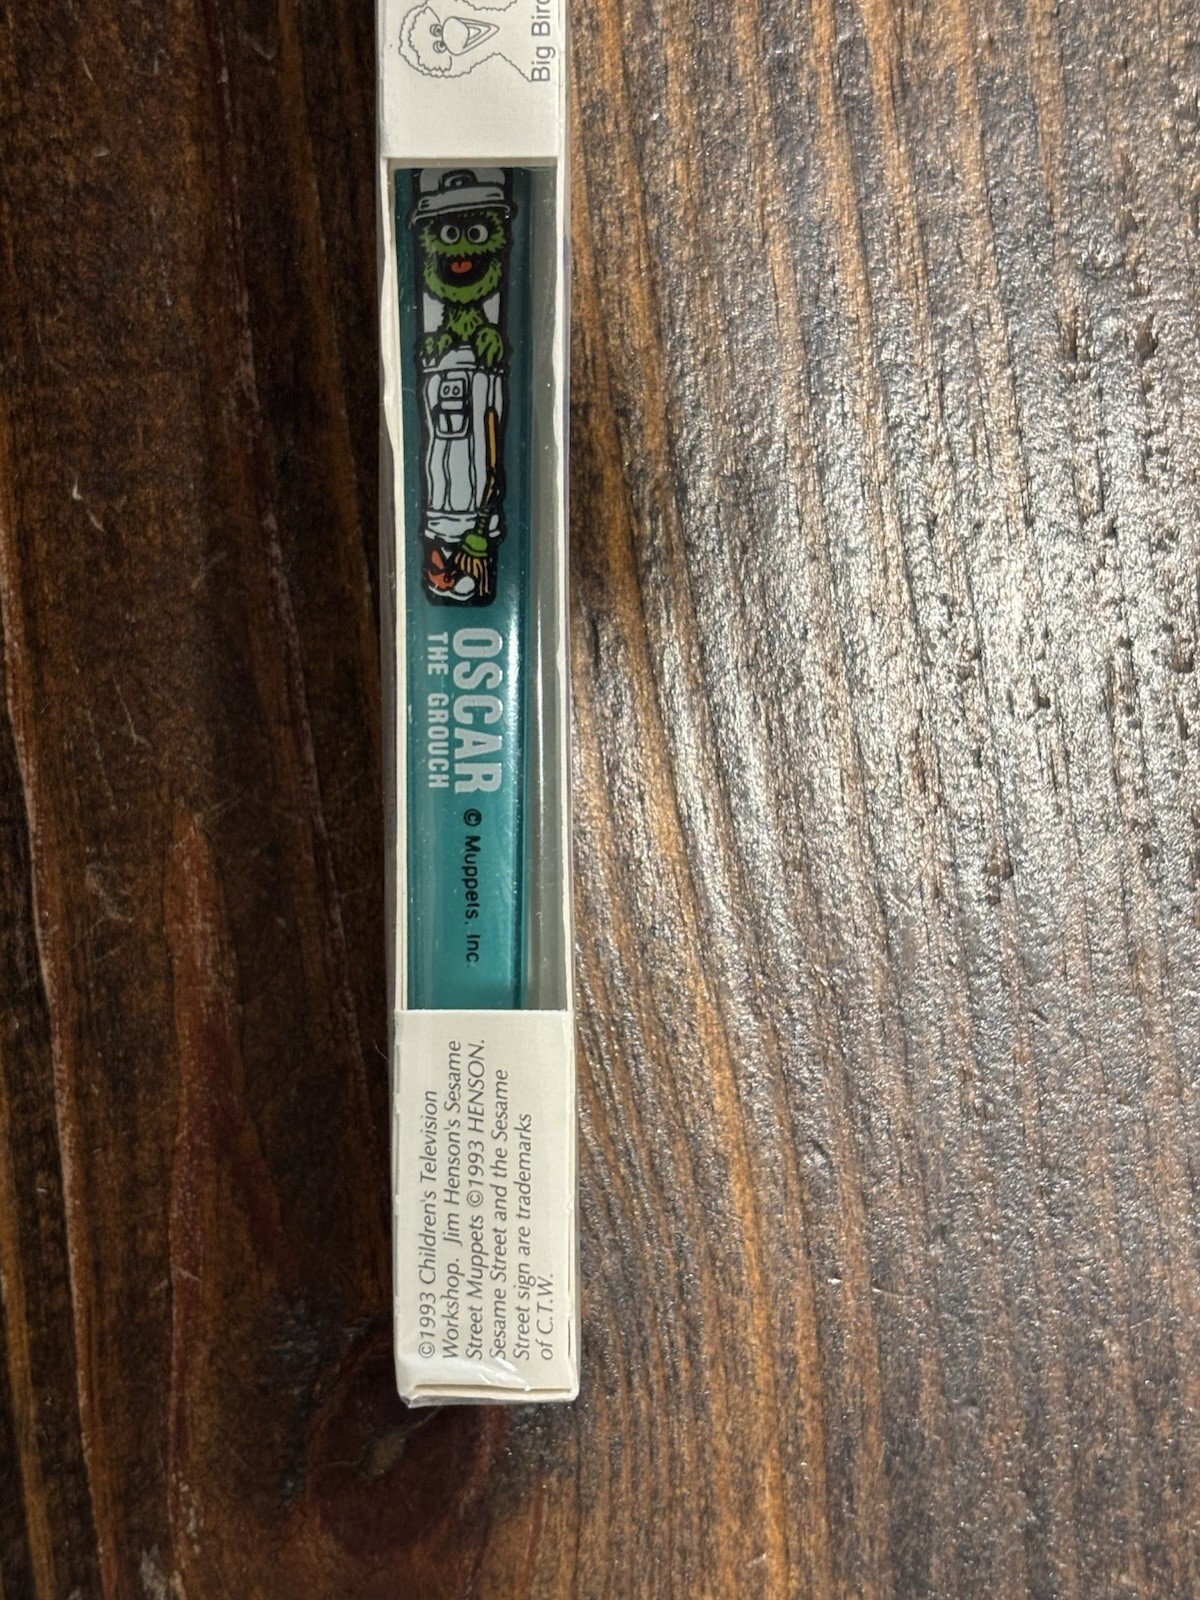 Big Bird
OSCAR
THE GROUCH
© Muppets, Inc.
©1993 Children's Television
Workshop. Jim Henson's Sesame
Street Muppets ©1993 HENSON.
Sesame Street and the Sesame
Street sign are trademarks
of C.T.W.